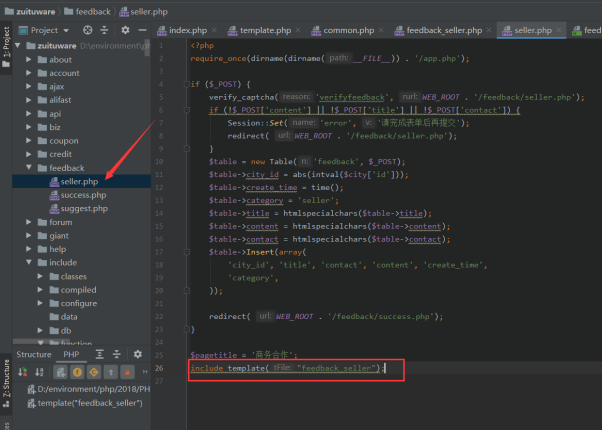 zuituware › feedback › seller.php
Project
index.php × template.php × common.php × feedback_seller.php × seller.php × feed
1: Project
zuituware D:\environment\p
about
account
ajax
alifast
api
biz
coupon
credit
feedback
seller.php
success.php
suggest.php
forum
giant
help
include
classes
compiled
configure
data
db
function
1 <?php
2 require_once(dirname(dirname( path: __FILE__)) . '/app.php');
3
4 if ($_POST) {
5 verify_captcha( reason: 'verifyfeedback', rurl: WEB_ROOT . '/feedback/seller.php');
6 if (!$_POST['content'] || !$_POST['title'] || !$_POST['contact']) {
7 Session::Set( name: 'error', v: '请完成表单后再提交');
8 redirect( url: WEB_ROOT . '/feedback/seller.php');
9 }
10 $table = new Table( n: 'feedback', $_POST);
11 $table->city_id = abs(intval($city['id']));
12 $table->create_time = time();
13 $table->category = 'seller';
14 $table->title = htmlspecialchars($table->title);
15 $table->content = htmlspecialchars($table->content);
16 $table->contact = htmlspecialchars($table->contact);
17 $table->Insert(array(
18 'city_id', 'title', 'contact', 'content', 'create_time',
19 'category',
20 ));
21
22 redirect( url: WEB_ROOT . '/feedback/success.php');
23 }
24
25 $pagetitle = '商务合作';
26 include template( tFile: "feedback_seller");
27
Structure PHP
D:/environment/php/2018/PH
template("feedback_seller")
Z: Structure